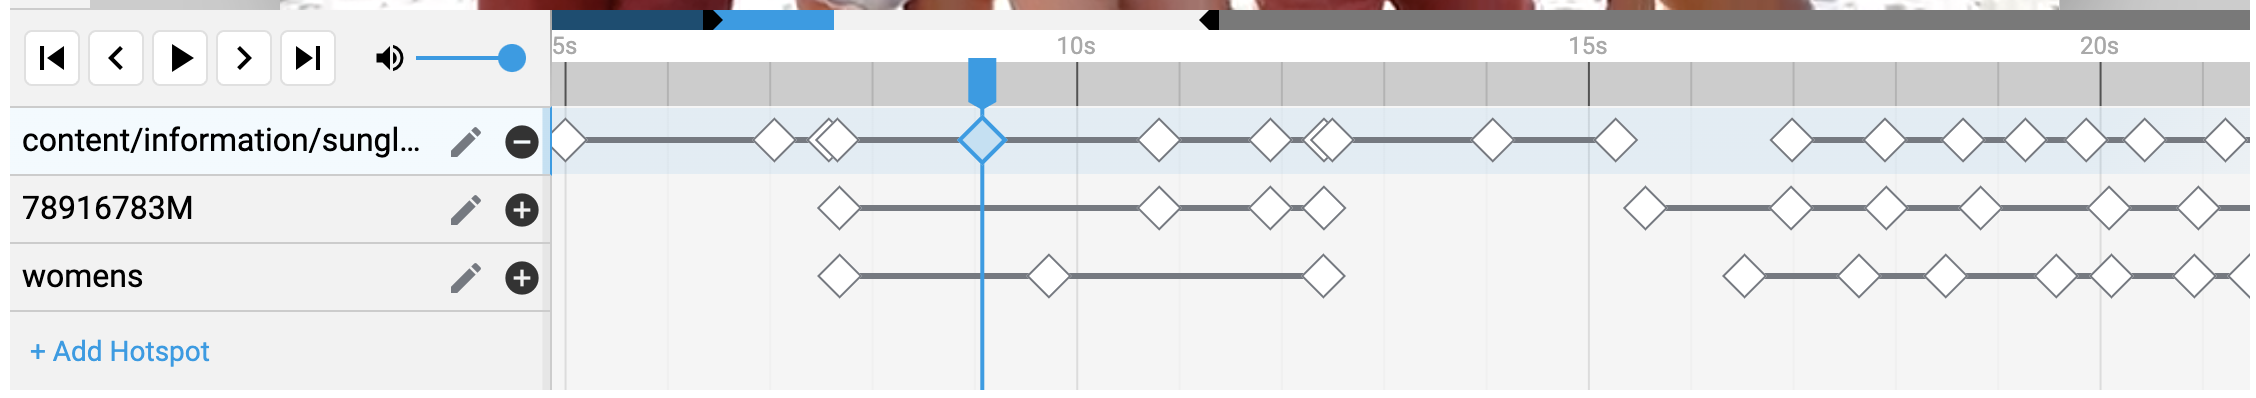 5s 10s 15s 20s
content/information/sungl...
78916783M
womens
+ Add Hotspot